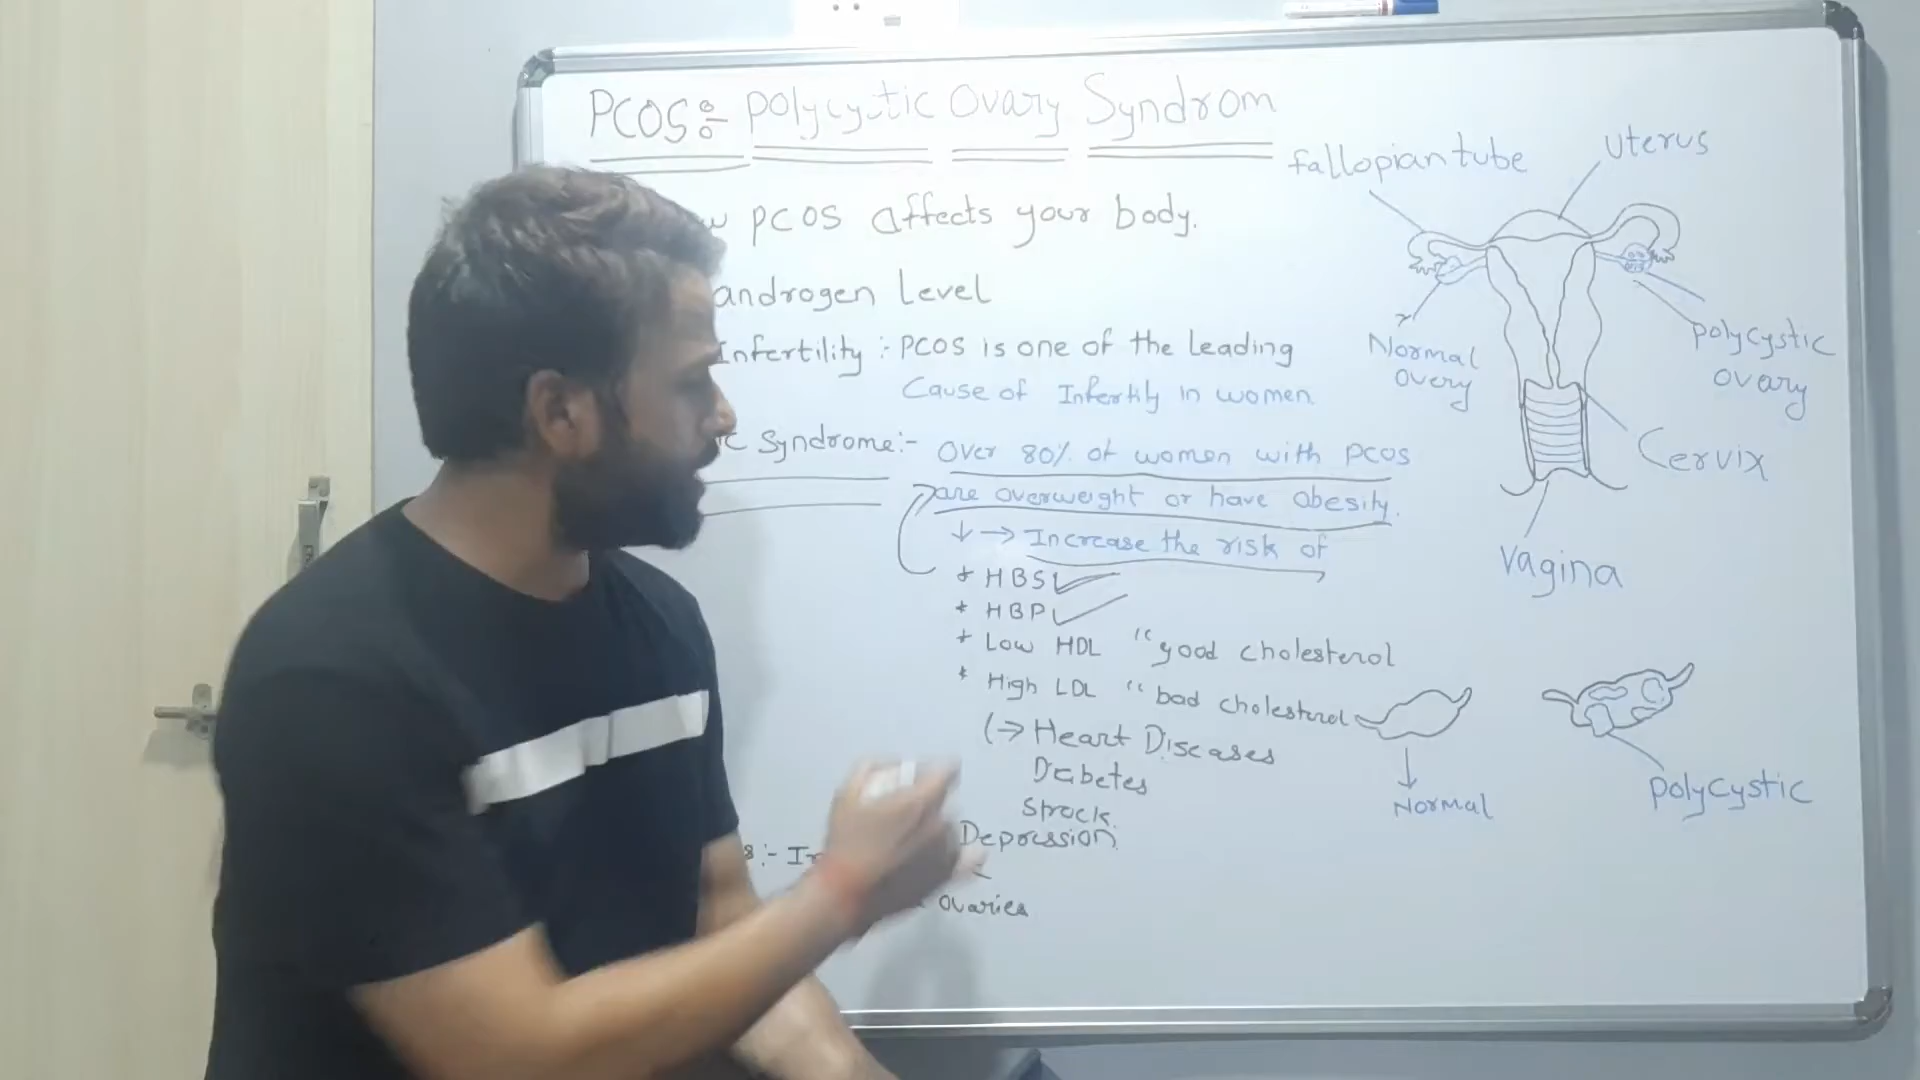 PCOS:- Polycystic Ovary Syndrom
PCOS affects your body.
androgen Level
Infertility :- PCOS is one of the leading
Cause of Infertily in women.
Syndrome:- Over 80% of women with PCOS
are overweight or have obesity.
↓ → Increase the risk of
* HBS ✓
* HBP ✓
* Low HDL "good cholesterol
* High LDL "bad cholesterol
(→ Heart Diseases
Diabetes
Strock.
Depression
ovaries
fallopian tube
uterus
Normal
overy
polycystic
ovary
Cervix
vagina
Normal
polycystic